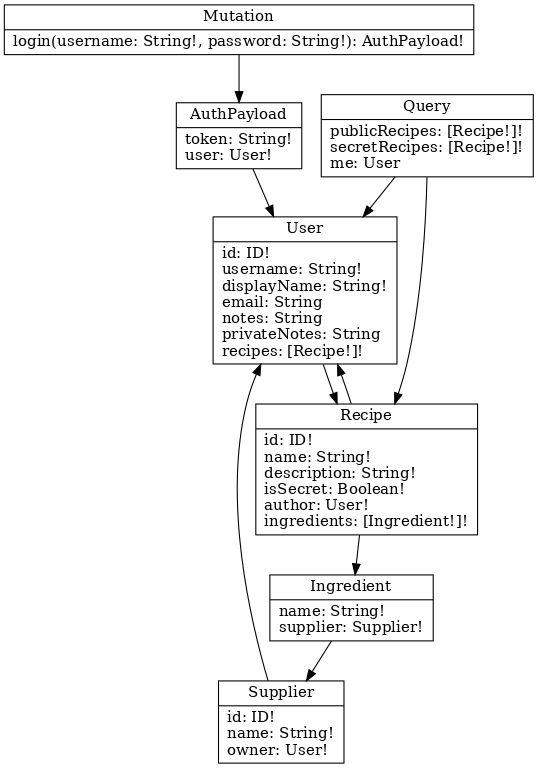 Mutation
login(username: String!, password: String!): AuthPayload!
AuthPayload
token: String!
user: User!
Query
publicRecipes: [Recipe!]!
secretRecipes: [Recipe!]!
me: User
User
id: ID!
username: String!
displayName: String!
email: String
notes: String
privateNotes: String
recipes: [Recipe!]!
Recipe
id: ID!
name: String!
description: String!
isSecret: Boolean!
author: User!
ingredients: [Ingredient!]!
Ingredient
name: String!
supplier: Supplier!
Supplier
id: ID!
name: String!
owner: User!